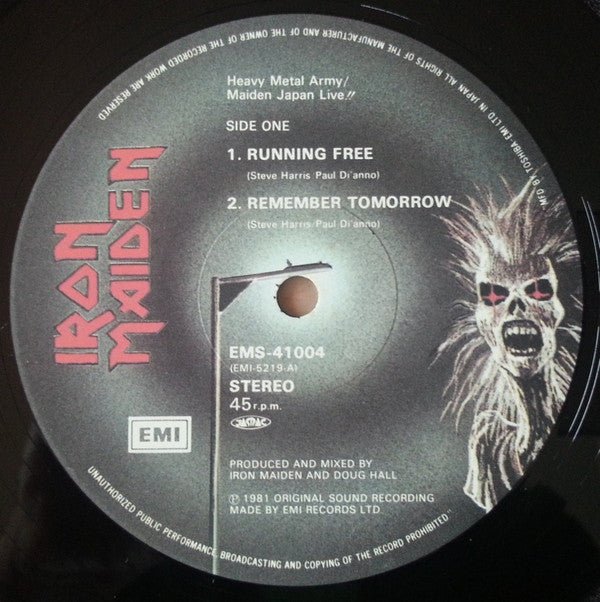 MF'D BY TOSHIBA-EMI LTD IN JAPAN ALL RIGHTS OF THE MANUFACTURER AND OF THE OWNER OF THE RECORDED WORK ARE RESERVED
IRON
MAIDEN
Heavy Metal Army/
Maiden Japan Live!!
SIDE ONE
1. RUNNING FREE
(Steve Harris Paul Di'anno)
2. REMEMBER TOMORROW
(Steve Harris Paul Di'anno)
EMS-41004
(EMI-5219-A)
STEREO
45 r.p.m.
JASRAC
EMI
PRODUCED AND MIXED BY
IRON MAIDEN AND DOUG HALL
℗ 1981 ORIGINAL SOUND RECORDING
MADE BY EMI RECORDS LTD
UNAUTHORIZED PUBLIC PERFORMANCE, BROADCASTING AND COPYING OF THE RECORD PROHIBITED."